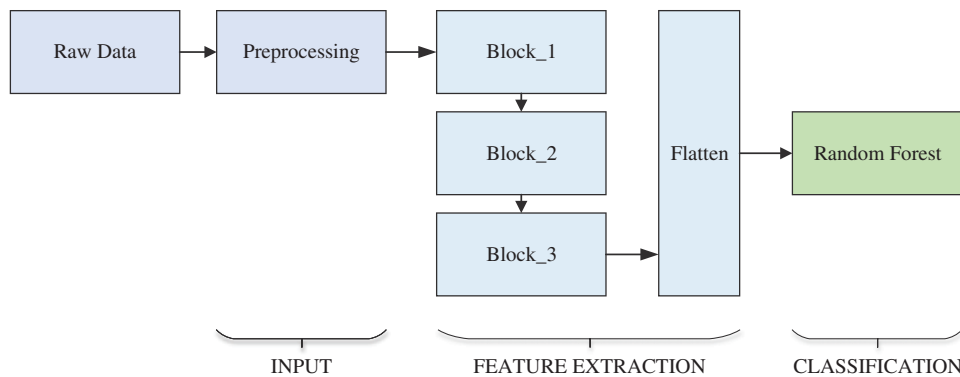 Raw Data
Preprocessing
Block_1
Block_2
Block_3
Flatten
Random Forest
INPUT
FEATURE EXTRACTION
CLASSIFICATION